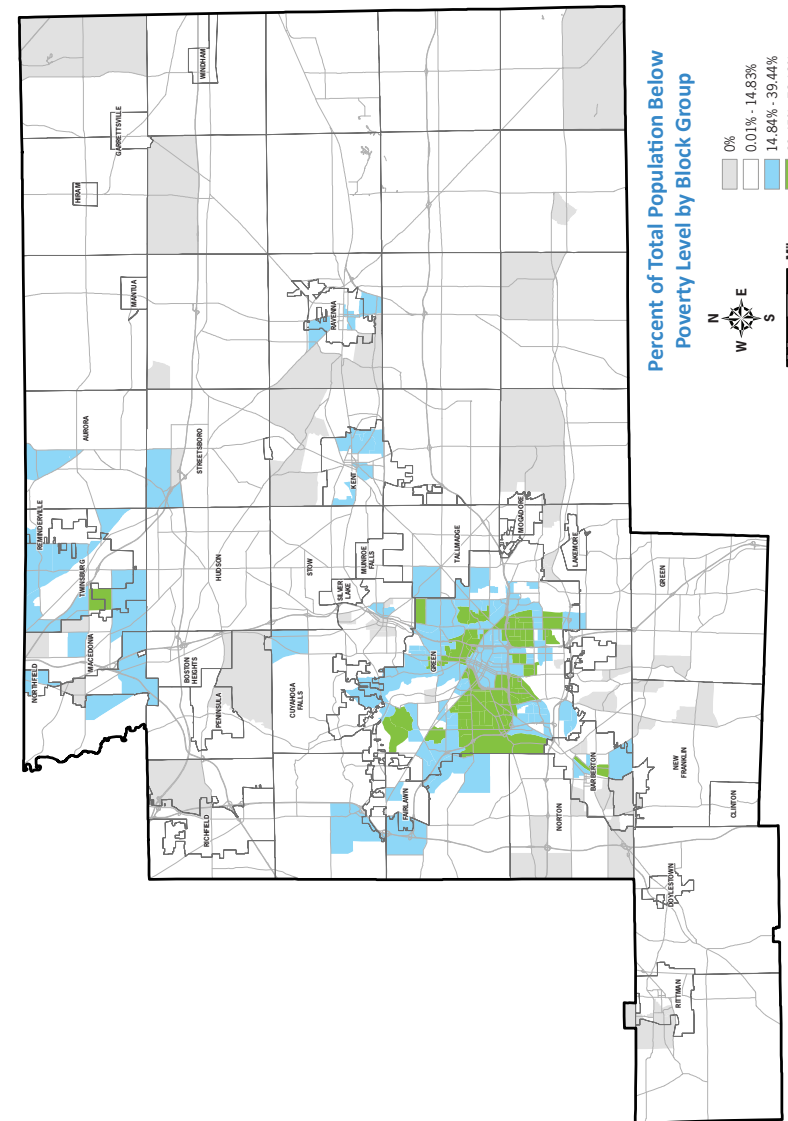 Percent of Total Population Below
Poverty Level by Block Group
0%
0.01% - 14.83%
14.84% - 39.44%
N
W
E
S
WINDHAM
GARRETTSVILLE
HIRAM
MANTUA
RAVENNA
AURORA
STREETSBORO
KENT
REMINDERVILLE
TWINSBURG
HUDSON
STOW
SILVER
LAKE
MUNROE
FALLS
TALLMADGE
MOGADORE
LAKEMORE
GREEN
NORTHFIELD
MACEDONIA
BOSTON
HEIGHTS
PENINSULA
CUYAHOGA
FALLS
GREEN
RICHFIELD
FAIRLAWN
NORTON
BARBERTON
NEW
FRANKLIN
CLINTON
DOYLESTOWN
RITTMAN